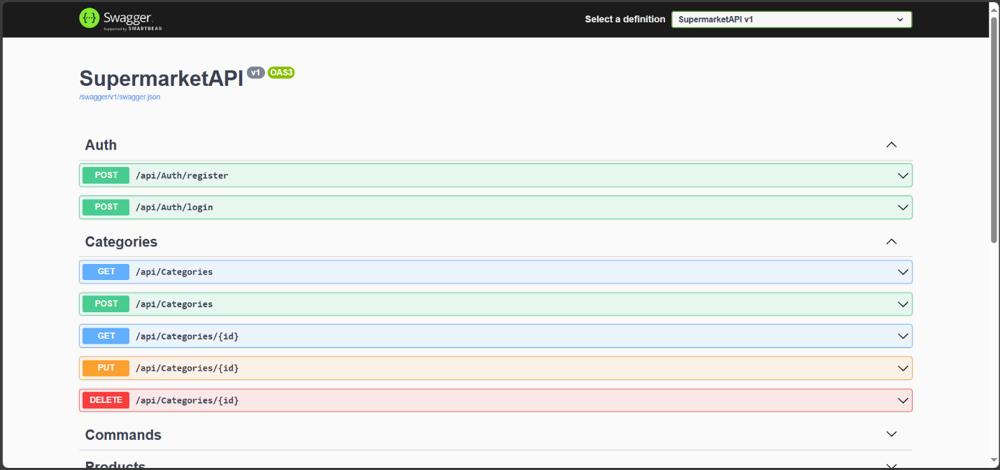 Swagger.
Supported by SMARTBEAR
Select a definition
SupermarketAPI v1
SupermarketAPI v1 OAS3
/swagger/v1/swagger.json
Auth
POST /api/Auth/register
POST /api/Auth/login
Categories
GET /api/Categories
POST /api/Categories
GET /api/Categories/{id}
PUT /api/Categories/{id}
DELETE /api/Categories/{id}
Commands
Products